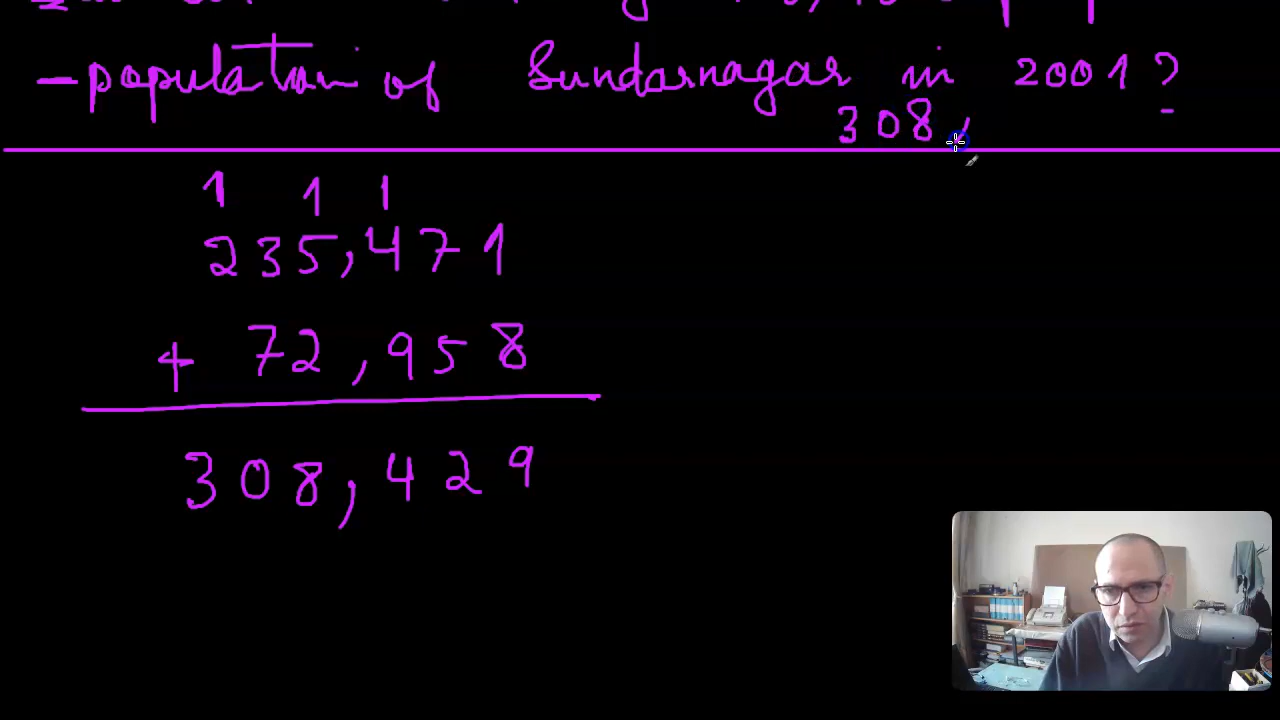 -population of Sundarnagar in 2001?
308,
1 1 1
235,471
+ 72,958
308,429